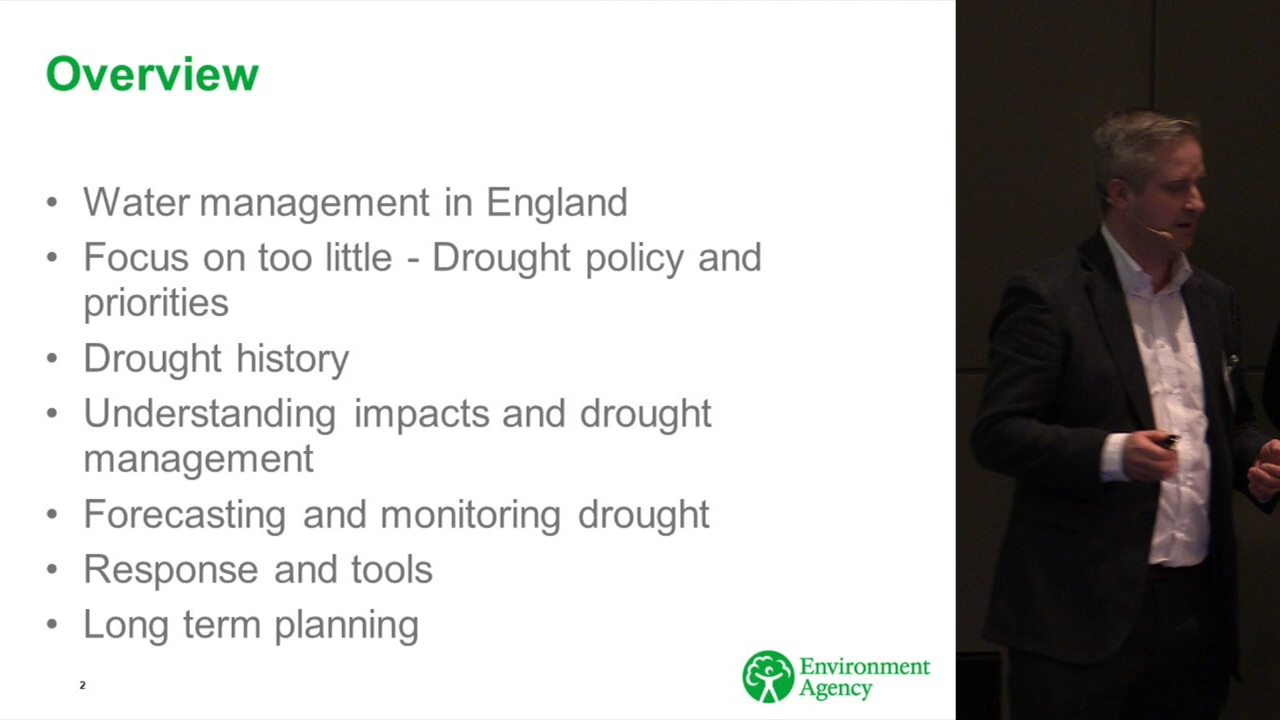 Overview
• Water management in England
• Focus on too little - Drought policy and
priorities
• Drought history
• Understanding impacts and drought
management
• Forecasting and monitoring drought
• Response and tools
• Long term planning
2
Environment
Agency